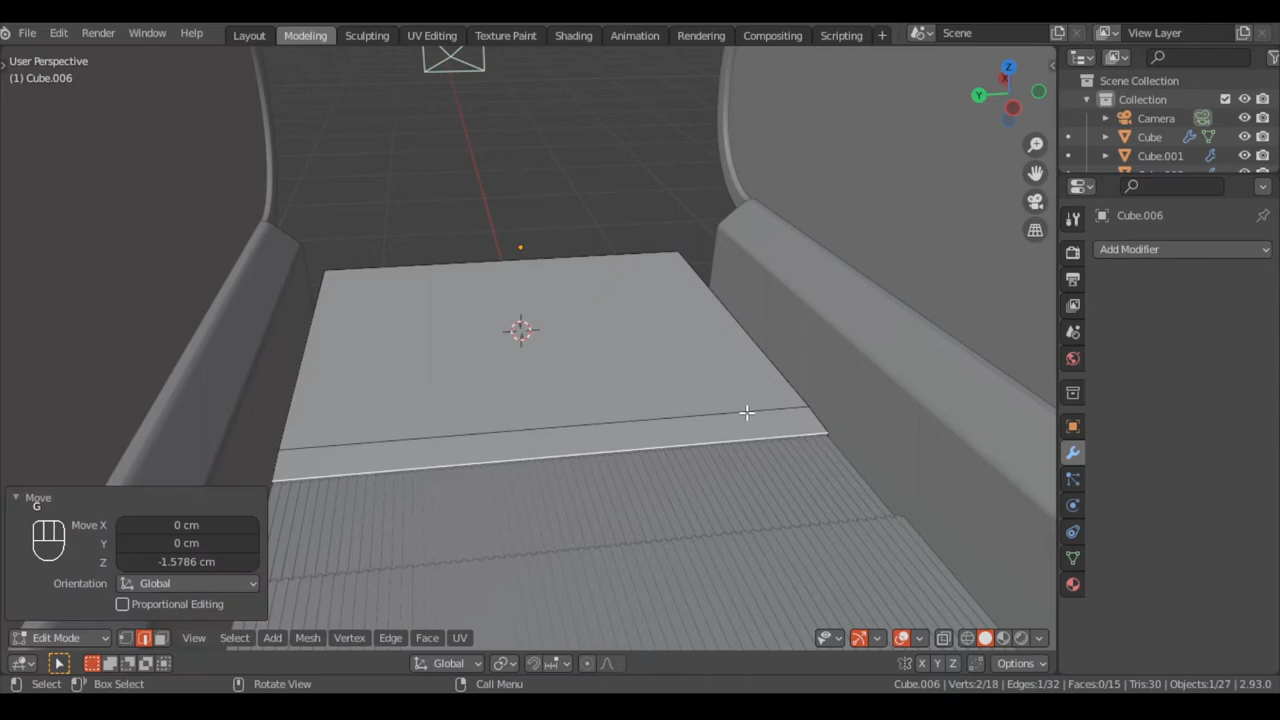 File Edit Render Window Help
Layout Modeling Sculpting UV Editing Texture Paint Shading Animation Rendering Compositing Scripting +
Scene
View Layer
User Perspective
(1) Cube.006
Z
X
Y
Scene Collection
Collection
Camera
Cube
Cube.001
Cube.006
Add Modifier
Move
G
Move X 0 cm
Y 0 cm
Z -1.5786 cm
Orientation Global
Proportional Editing
Edit Mode View Select Add Mesh Vertex Edge Face UV
Global X Y Z Options
Select Box Select Rotate View Call Menu
Cube.006 | Verts:2/18 | Edges:1/32 | Faces:0/15 | Tris:30 | Objects:1/27 | 2.93.0